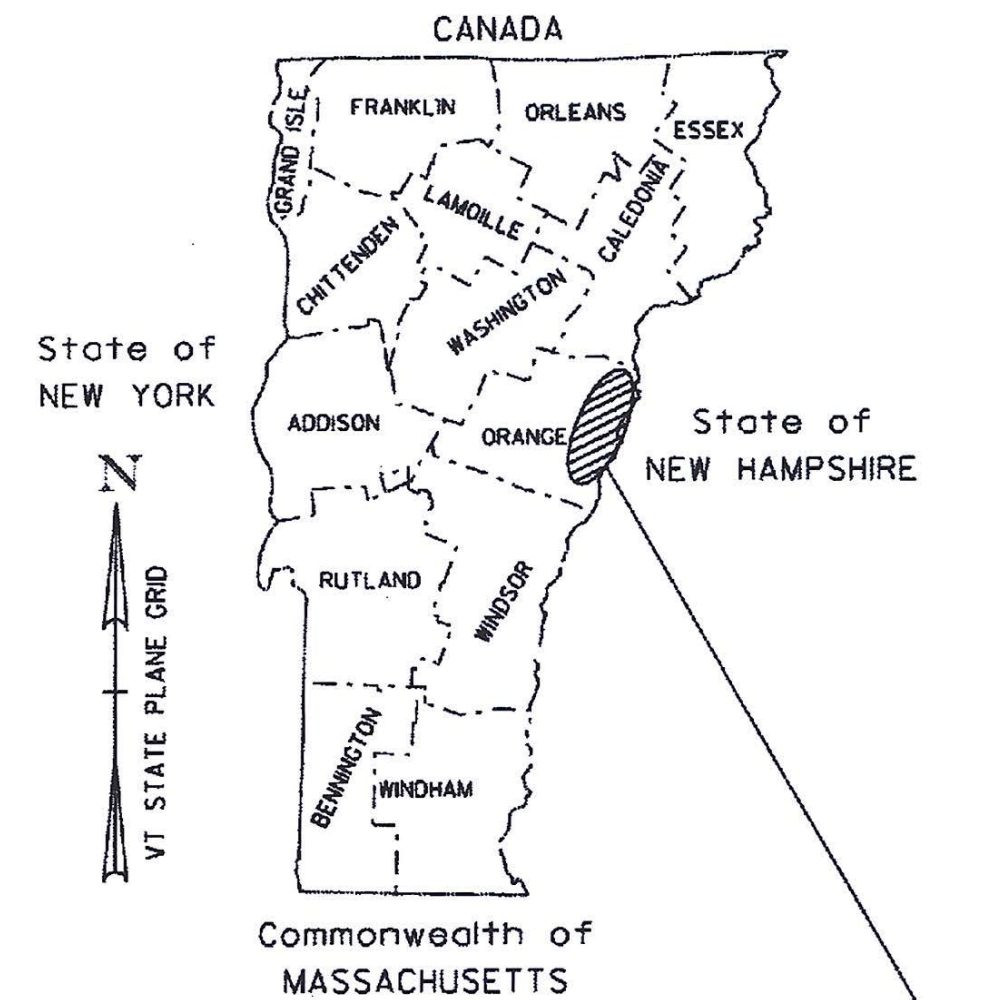 CANADA
FRANKLIN
ORLEANS
ESSEX
GRAND ISLE
LAMOILLE
CALEDONIA
CHITTENDEN
WASHINGTON
State of
NEW YORK
ADDISON
ORANGE
State of
NEW HAMPSHIRE
N
VT STATE PLANE GRID
RUTLAND
WINDSOR
BENNINGTON
WINDHAM
Commonwealth of
MASSACHUSETTS